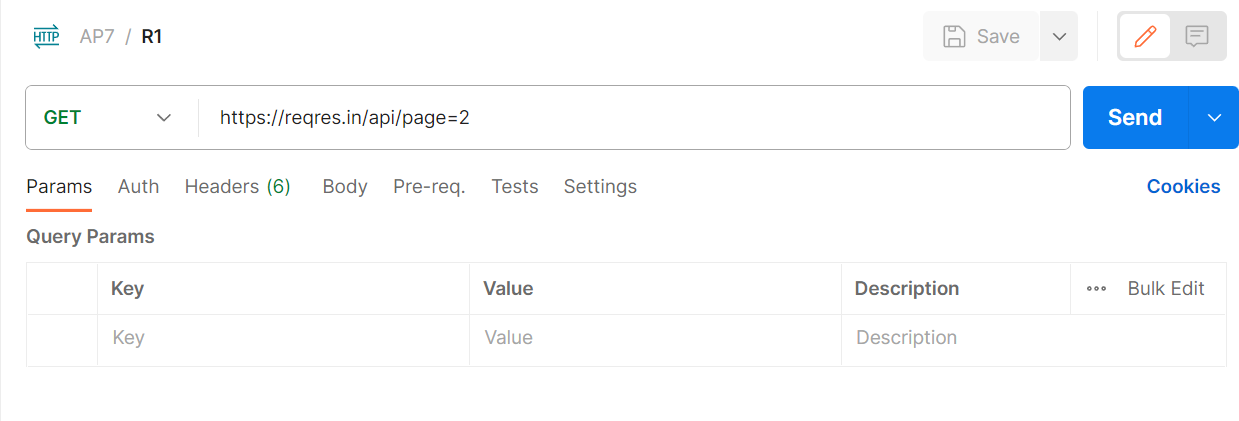 HTTP AP7 / R1 Save
GET https://reqres.in/api/page=2 Send
Params Auth Headers (6) Body Pre-req. Tests Settings Cookies
Query Params
Key Value Description Bulk Edit
Key Value Description